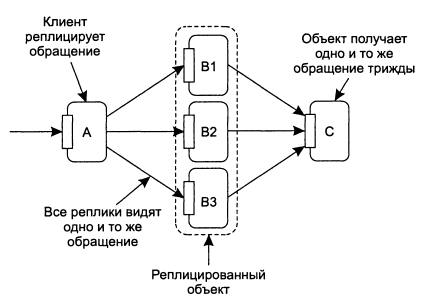 Клиент
реплицирует
обращение
Объект получает
одно и то же
обращение трижды
B1
A
B2
C
B3
Все реплики видят
одно и то же
обращение
Реплицированный
объект